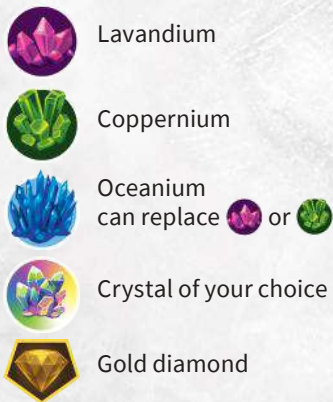 Lavandium
Coppernium
Oceanium
can replace or
Crystal of your choice
Gold diamond